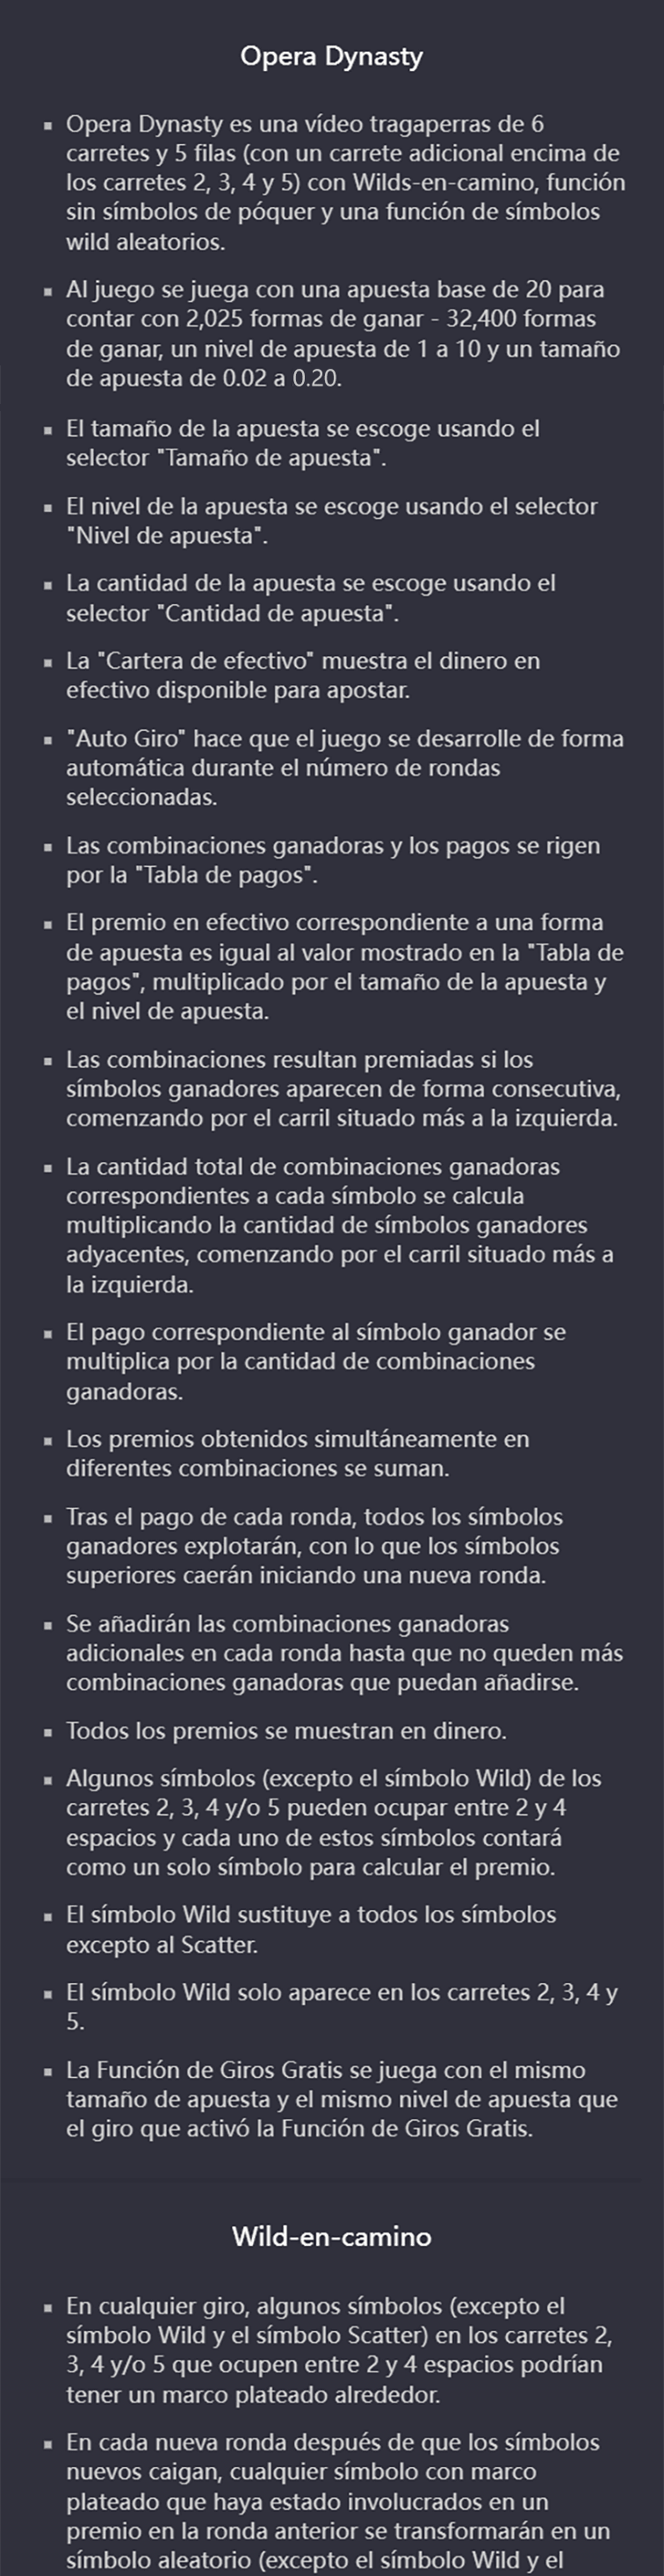 Opera Dynasty
▪ Opera Dynasty es una vídeo tragaperras de 6
carretes y 5 filas (con un carrete adicional encima de
los carretes 2, 3, 4 y 5) con Wilds-en-camino, función
sin símbolos de póquer y una función de símbolos
wild aleatorios.
▪ Al juego se juega con una apuesta base de 20 para
contar con 2,025 formas de ganar - 32,400 formas
de ganar, un nivel de apuesta de 1 a 10 y un tamaño
de apuesta de 0.02 a 0.20.
▪ El tamaño de la apuesta se escoge usando el
selector "Tamaño de apuesta".
▪ El nivel de la apuesta se escoge usando el selector
"Nivel de apuesta".
▪ La cantidad de la apuesta se escoge usando el
selector "Cantidad de apuesta".
▪ La "Cartera de efectivo" muestra el dinero en
efectivo disponible para apostar.
▪ "Auto Giro" hace que el juego se desarrolle de forma
automática durante el número de rondas
seleccionadas.
▪ Las combinaciones ganadoras y los pagos se rigen
por la "Tabla de pagos".
▪ El premio en efectivo correspondiente a una forma
de apuesta es igual al valor mostrado en la "Tabla de
pagos", multiplicado por el tamaño de la apuesta y
el nivel de apuesta.
▪ Las combinaciones resultan premiadas si los
símbolos ganadores aparecen de forma consecutiva,
comenzando por el carril situado más a la izquierda.
▪ La cantidad total de combinaciones ganadoras
correspondientes a cada símbolo se calcula
multiplicando la cantidad de símbolos ganadores
adyacentes, comenzando por el carril situado más a
la izquierda.
▪ El pago correspondiente al símbolo ganador se
multiplica por la cantidad de combinaciones
ganadoras.
▪ Los premios obtenidos simultáneamente en
diferentes combinaciones se suman.
▪ Tras el pago de cada ronda, todos los símbolos
ganadores explotarán, con lo que los símbolos
superiores caerán iniciando una nueva ronda.
▪ Se añadirán las combinaciones ganadoras
adicionales en cada ronda hasta que no queden más
combinaciones ganadoras que puedan añadirse.
▪ Todos los premios se muestran en dinero.
▪ Algunos símbolos (excepto el símbolo Wild) de los
carretes 2, 3, 4 y/o 5 pueden ocupar entre 2 y 4
espacios y cada uno de estos símbolos contará
como un solo símbolo para calcular el premio.
▪ El símbolo Wild sustituye a todos los símbolos
excepto al Scatter.
▪ El símbolo Wild solo aparece en los carretes 2, 3, 4 y
5.
▪ La Función de Giros Gratis se juega con el mismo
tamaño de apuesta y el mismo nivel de apuesta que
el giro que activó la Función de Giros Gratis.
Wild-en-camino
▪ En cualquier giro, algunos símbolos (excepto el
símbolo Wild y el símbolo Scatter) en los carretes 2,
3, 4 y/o 5 que ocupen entre 2 y 4 espacios podrían
tener un marco plateado alrededor.
▪ En cada nueva ronda después de que los símbolos
nuevos caigan, cualquier símbolo con marco
plateado que haya estado involucrados en un
premio en la ronda anterior se transformarán en un
símbolo aleatorio (excepto el símbolo Wild y el